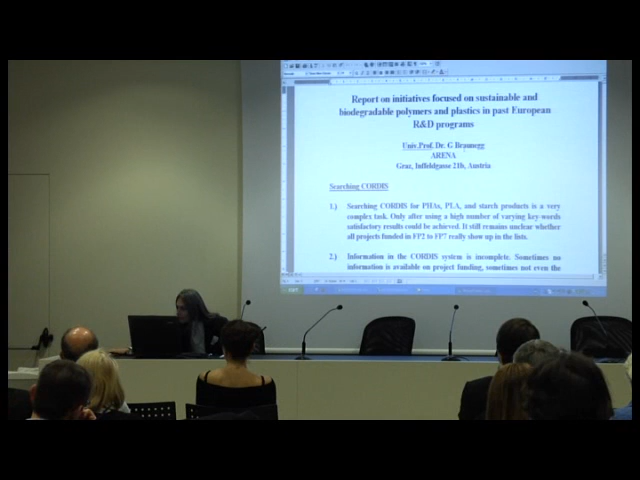 Report on initiatives focused on sustainable and
biodegradable polymers and plastics in past European
R&D programs
Univ.Prof. Dr. G Braunegg
ARENA
Graz, Inffeldgasse 21b, Austria
Searching CORDIS
1.) Searching CORDIS for PHAs, PLA, and starch products is a very
complex task. Only after using a high number of varying key-words
satisfactory results could be achieved. It still remains unclear whether
all projects funded in FP2 to FP7 really show up in the lists.
2.) Information in the CORDIS system is incomplete. Sometimes no
information is available on project funding, sometimes not even the